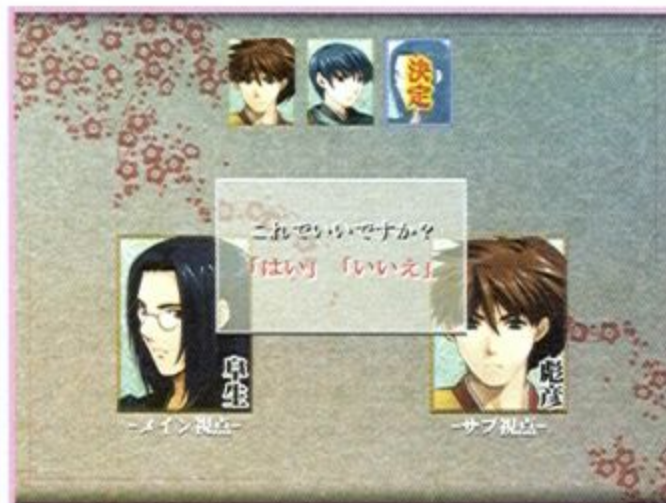 決定
これでいいですか?
「はい」 「いいえ」
皐生
彪彦
-メイン視点-
-サブ視点-